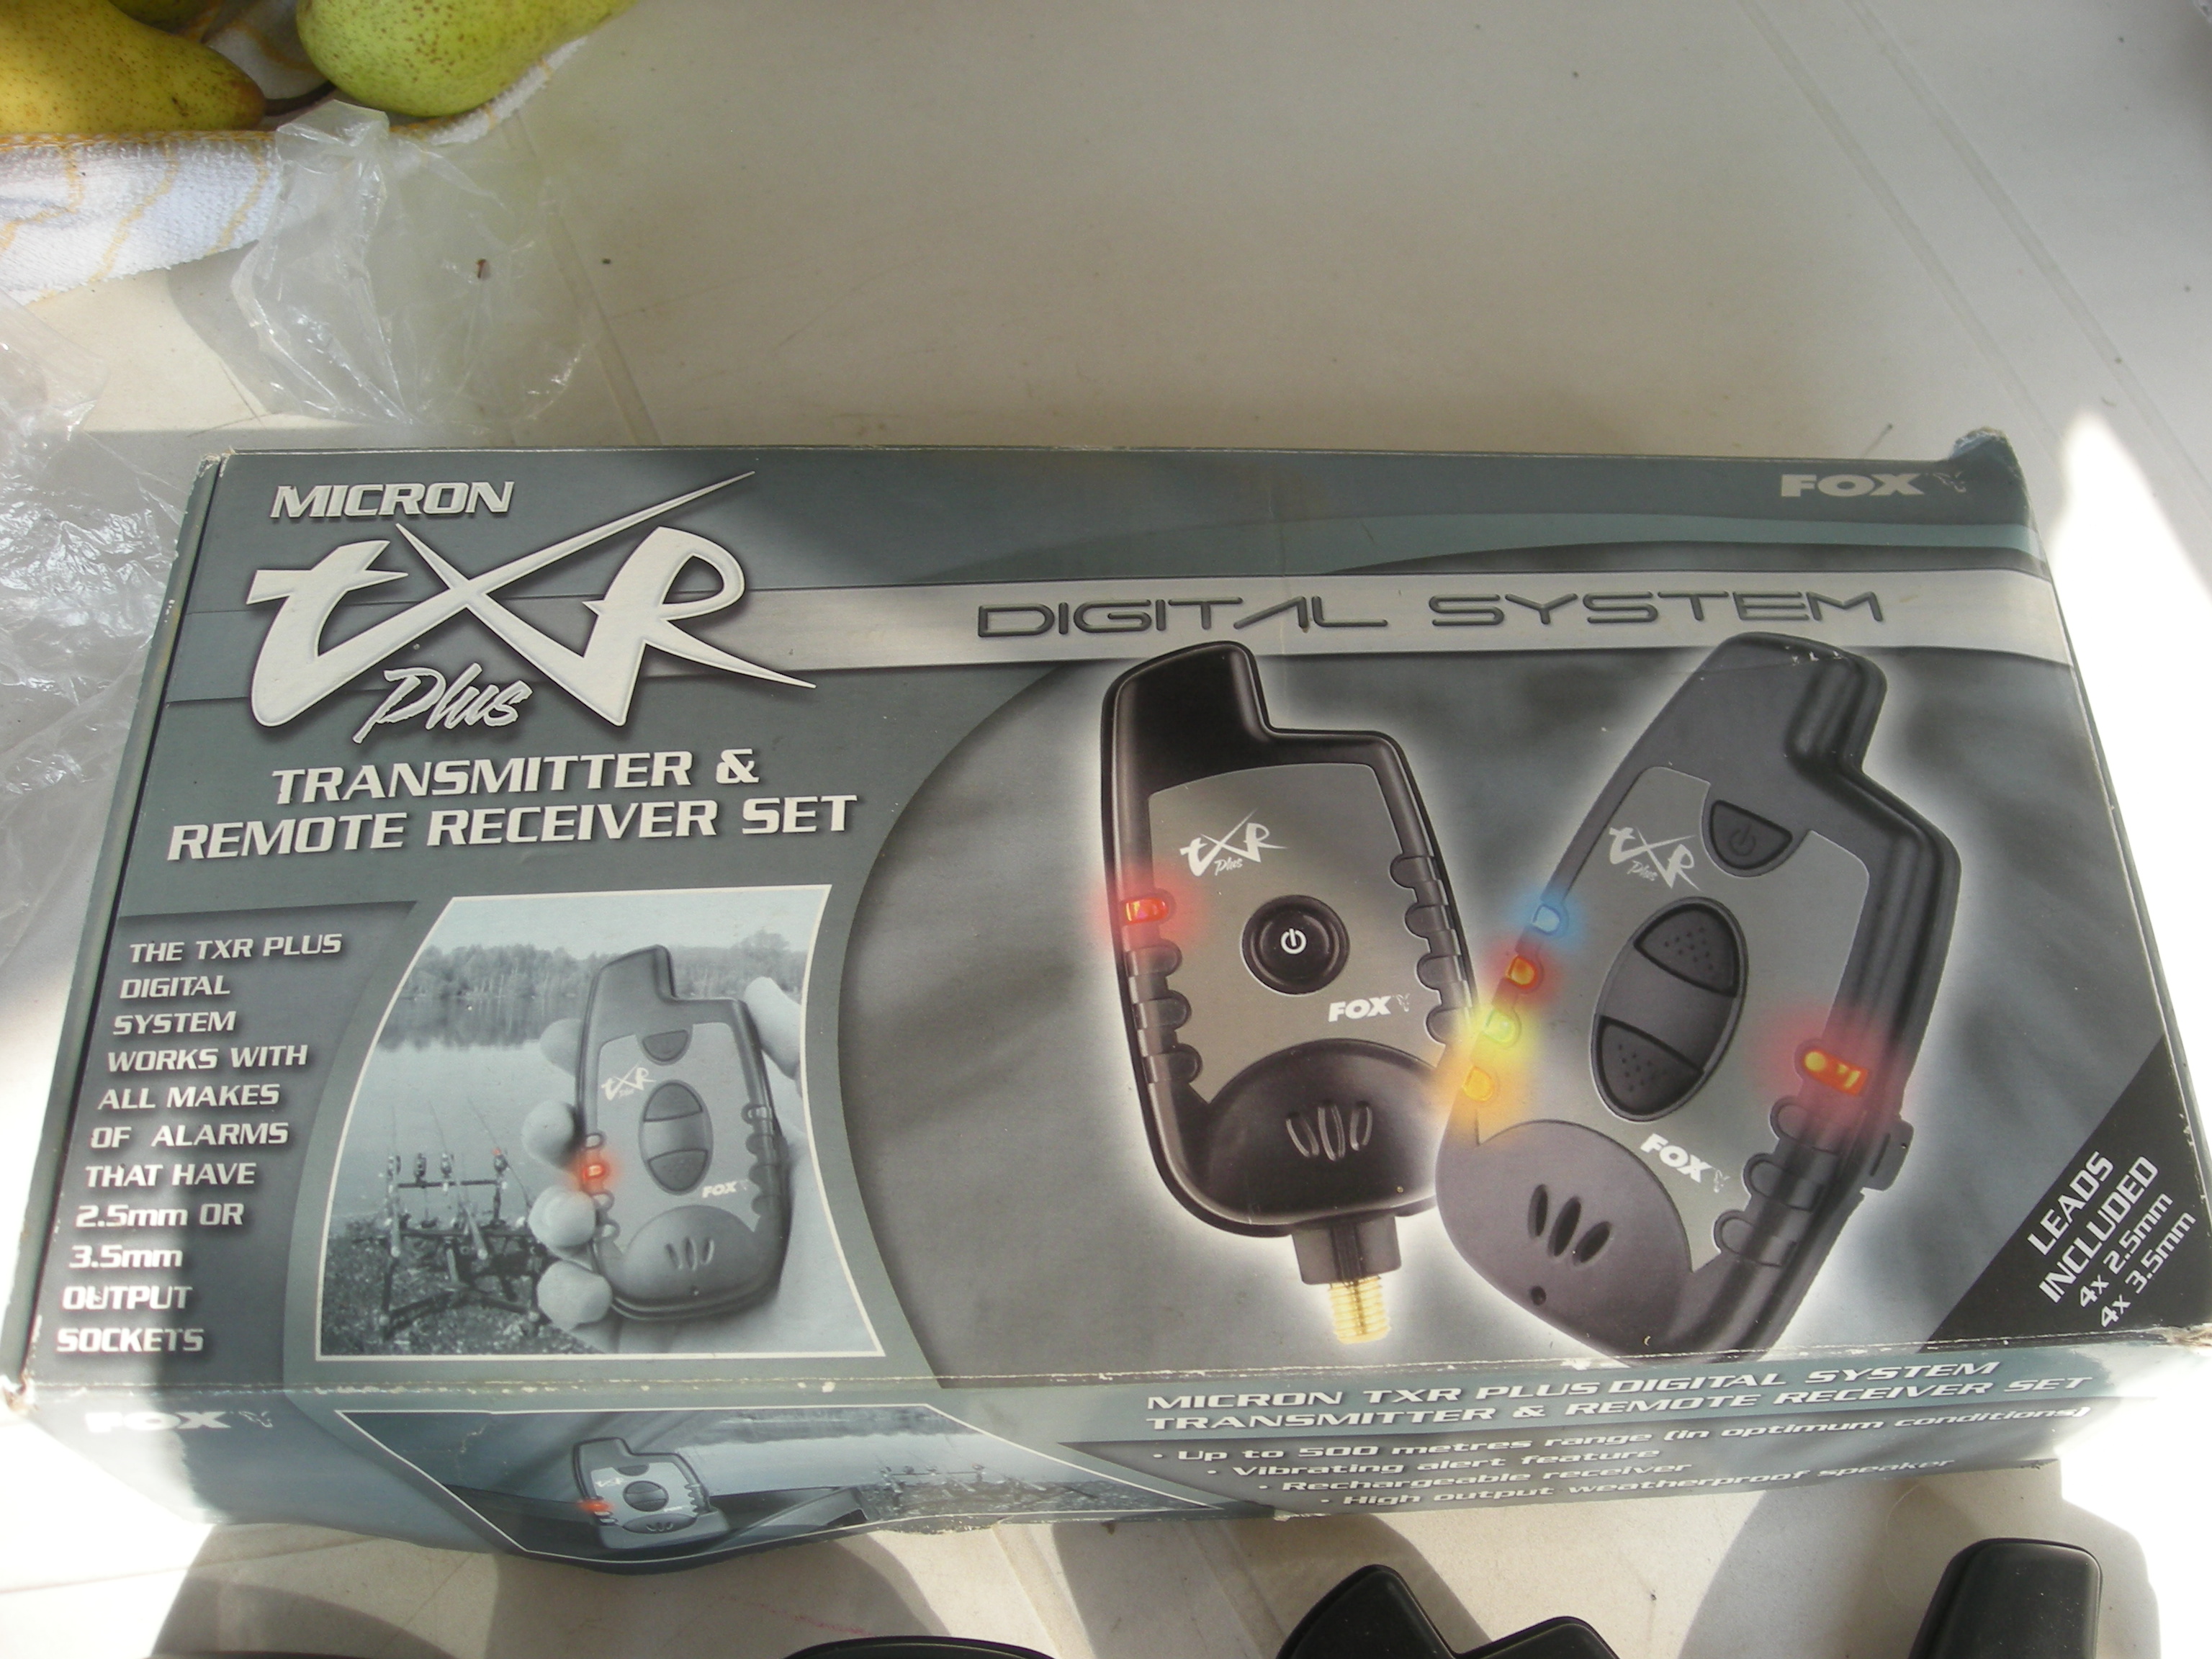 MICRON
FOX
txR
Plus
DIGITAL SYSTEM
TRANSMITTER &
REMOTE RECEIVER SET
THE TXR PLUS
DIGITAL
SYSTEM
WORKS WITH
ALL MAKES
OF ALARMS
THAT HAVE
2.5mm OR
3.5mm
OUTPUT
SOCKETS
txR
FOX
txR
Plus
FOX
txR
Plus
FOX
LEADS
INCLUDED
4x 2.5mm
4x 3.5mm
FOX
txR
MICRON TXR PLUS DIGITAL SYSTEM
TRANSMITTER & REMOTE RECEIVER SET
• Up to 500 metres range (in optimum conditions)
• Vibrating alert feature
• Rechargeable receiver
• High output weatherproof speaker